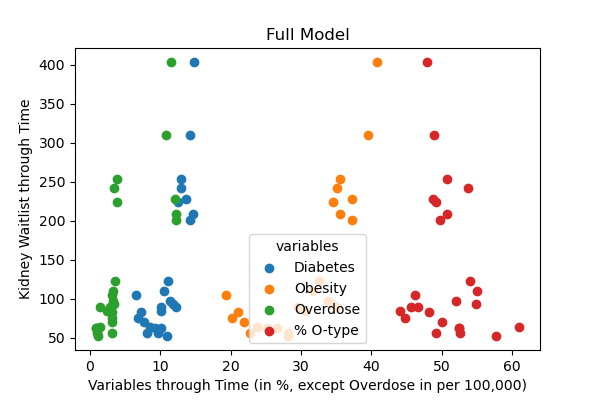 Full Model
Kidney Waitlist through Time
400
350
300
250
200
150
100
50
variables
Diabetes
Obesity
Overdose
% O-type
0
10
20
30
40
50
60
Variables through Time (in %, except Overdose in per 100,000)